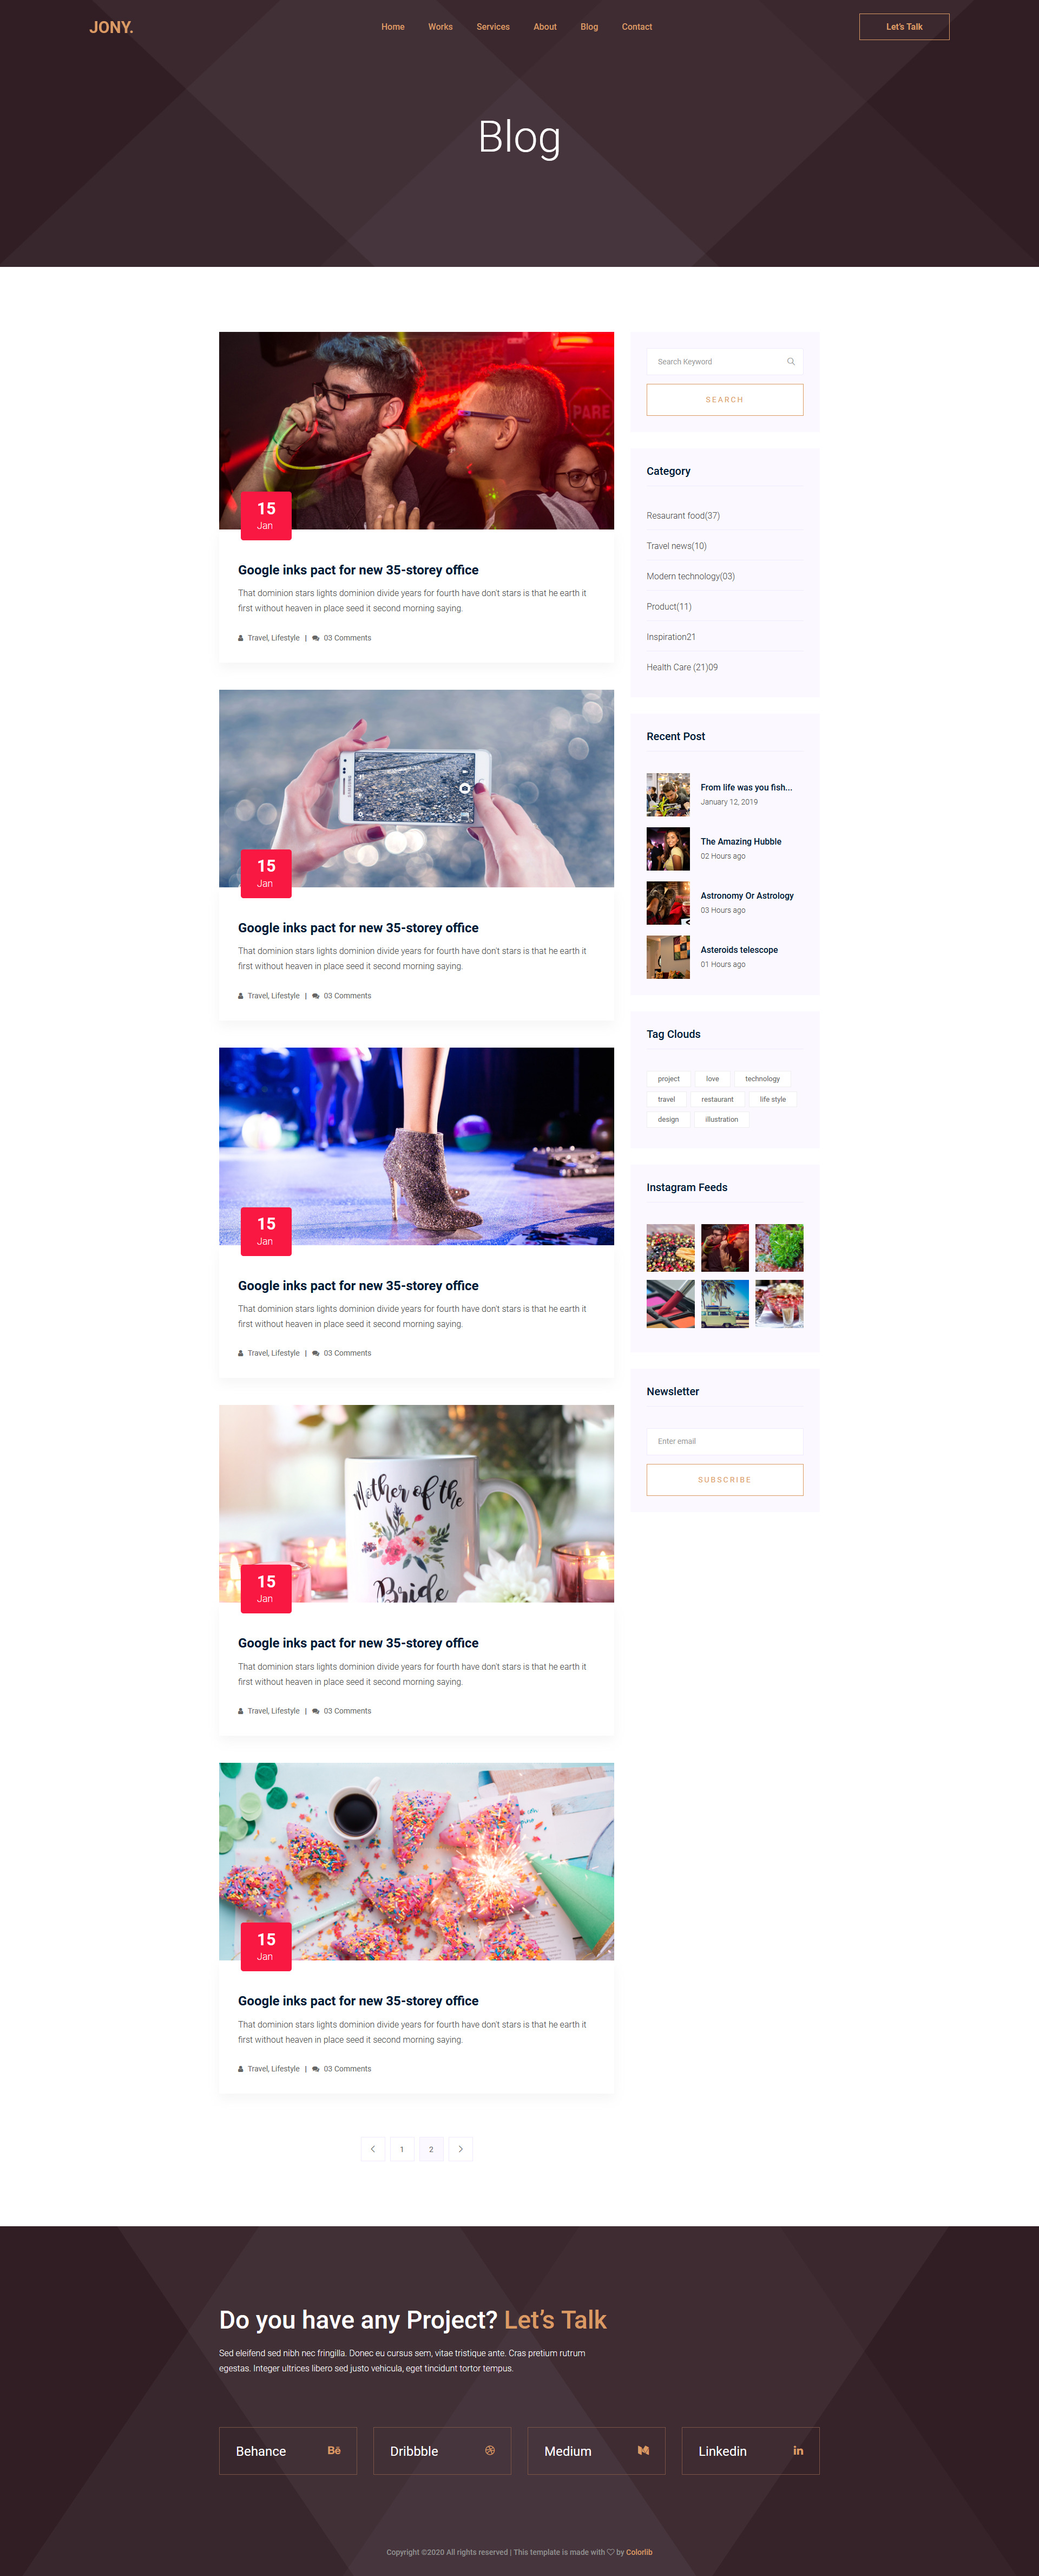 JONY.
Home Works Services About Blog Contact
Let's Talk
Blog
PARE
15
Jan
Google inks pact for new 35-storey office
That dominion stars lights dominion divide years for fourth have don't stars is that he earth it
first without heaven in place seed it second morning saying.
Travel, Lifestyle | 03 Comments
15
Jan
Google inks pact for new 35-storey office
That dominion stars lights dominion divide years for fourth have don't stars is that he earth it
first without heaven in place seed it second morning saying.
Travel, Lifestyle | 03 Comments
15
Jan
Google inks pact for new 35-storey office
That dominion stars lights dominion divide years for fourth have don't stars is that he earth it
first without heaven in place seed it second morning saying.
Travel, Lifestyle | 03 Comments
Mother of the
Bride
15
Jan
Google inks pact for new 35-storey office
That dominion stars lights dominion divide years for fourth have don't stars is that he earth it
first without heaven in place seed it second morning saying.
Travel, Lifestyle | 03 Comments
15
Jan
Google inks pact for new 35-storey office
That dominion stars lights dominion divide years for fourth have don't stars is that he earth it
first without heaven in place seed it second morning saying.
Travel, Lifestyle | 03 Comments
1 2
Search Keyword
SEARCH
Category
Resaurant food(37)
Travel news(10)
Modern technology(03)
Product(11)
Inspiration21
Health Care (21)09
Recent Post
From life was you fish...
January 12, 2019
The Amazing Hubble
02 Hours ago
Astronomy Or Astrology
03 Hours ago
Asteroids telescope
01 Hours ago
Tag Clouds
project love technology
travel restaurant life style
design illustration
Instagram Feeds
Newsletter
Enter email
SUBSCRIBE
Do you have any Project? Let's Talk
Sed eleifend sed nibh nec fringilla. Donec eu cursus sem, vitae tristique ante. Cras pretium rutrum
egestas. Integer ultrices libero sed justo vehicula, eget tincidunt tortor tempus.
Behance
Dribbble
Medium
Linkedin
Copyright ©2020 All rights reserved | This template is made with ♡ by Colorlib